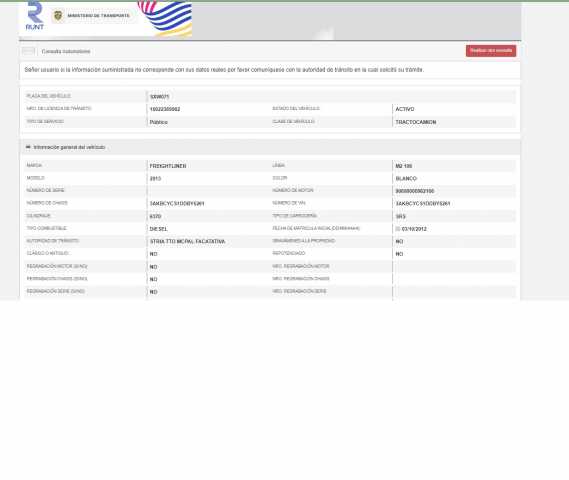 RUNT
MINISTERIO DE TRANSPORTE
Consulta Automotores
Realizar otra consulta
Señor usuario si la información suministrada no corresponde con sus datos reales por favor comuníquese con la autoridad de tránsito en la cual solicitó su trámite.
PLACA DEL VEHÍCULO:
NRO. DE LICENCIA DE TRÁNSITO: ESTADO DEL VEHÍCULO: ACTIVO
TIPO DE SERVICIO: Público CLASE DE VEHÍCULO: TRACTOCAMION
Información general del vehículo
MARCA: FREIGHTLINER LÍNEA: M2 106
MODELO: 2013 COLOR: BLANCO
NÚMERO DE SERIE: NÚMERO DE MOTOR:
NÚMERO DE CHASIS: NÚMERO DE VIN:
CILINDRAJE: 6370 TIPO DE CARROCERÍA: SRS
TIPO COMBUSTIBLE: DIESEL FECHA DE MATRICULA INICIAL(DD/MM/AAAA): 03/10/2012
AUTORIDAD DE TRÁNSITO: STRIA TTO MCPAL FACATATIVA GRAVÁMENES A LA PROPIEDAD: NO
CLÁSICO O ANTIGUO: NO REPOTENCIADO: NO
REGRABACIÓN MOTOR (SI/NO): NO NRO. REGRABACIÓN MOTOR:
REGRABACIÓN CHASIS (SI/NO): NO NRO. REGRABACIÓN CHASIS:
REGRABACIÓN SERIE (SI/NO): NO NRO. REGRABACIÓN SERIE: